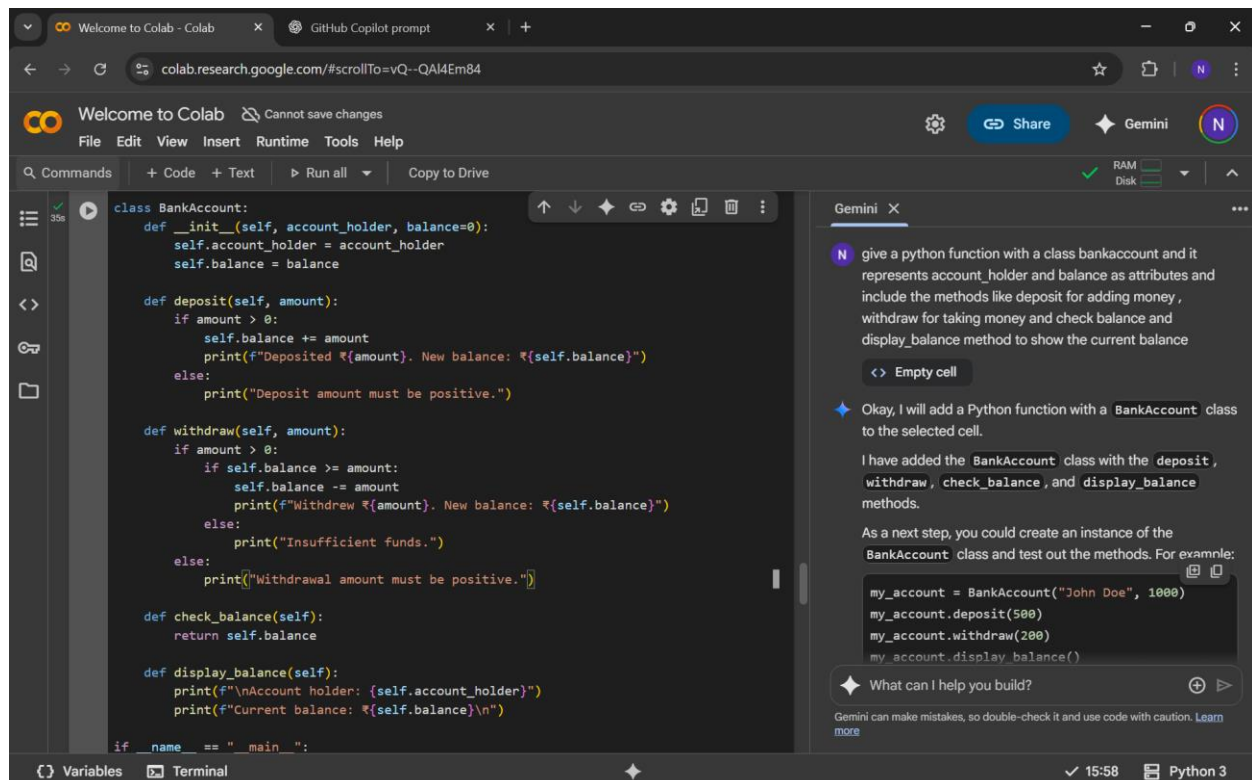 Welcome to Colab - Colab
GitHub Copilot prompt
colab.research.google.com/#scrollTo=vQ--QAl4Em84
N
CO
Welcome to Colab Cannot save changes
File Edit View Insert Runtime Tools Help
Share
Gemini
N
Commands + Code + Text Run all Copy to Drive
RAM
Disk
35s
class BankAccount:
    def __init__(self, account_holder, balance=0):
        self.account_holder = account_holder
        self.balance = balance
    def deposit(self, amount):
        if amount > 0:
            self.balance += amount
            print(f"Deposited ₹{amount}. New balance: ₹{self.balance}")
        else:
            print("Deposit amount must be positive.")
    def withdraw(self, amount):
        if amount > 0:
            if self.balance >= amount:
                self.balance -= amount
                print(f"Withdrew ₹{amount}. New balance: ₹{self.balance}")
            else:
                print("Insufficient funds.")
        else:
            print("Withdrawal amount must be positive.")
    def check_balance(self):
        return self.balance
    def display_balance(self):
        print(f"\nAccount holder: {self.account_holder}")
        print(f"Current balance: ₹{self.balance}\n")
if __name__ == "__main__":
Gemini
N
give a python function with a class bankaccount and it
represents account_holder and balance as attributes and
include the methods like deposit for adding money ,
withdraw for taking money and check balance and
display_balance method to show the current balance
<> Empty cell
Okay, I will add a Python function with a BankAccount class
to the selected cell.
I have added the BankAccount class with the deposit ,
withdraw , check_balance , and display_balance
methods.
As a next step, you could create an instance of the
BankAccount class and test out the methods. For example:
my_account = BankAccount("John Doe", 1000)
my_account.deposit(500)
my_account.withdraw(200)
my_account.display_balance()
What can I help you build?
Gemini can make mistakes, so double-check it and use code with caution. Learn
more
{} Variables Terminal
15:58 Python 3